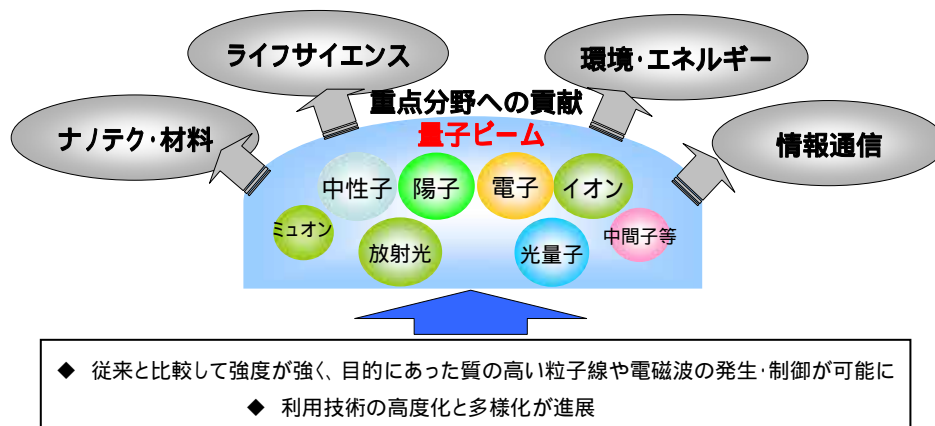 ライフサイエンス
環境・エネルギー
重点分野への貢献
ナノテク・材料
量子ビーム
情報通信
中性子
陽子
電子
イオン
ミュオン
放射光
光量子
中間子等
◆ 従来と比較して強度が強く、目的にあった質の高い粒子線や電磁波の発生・制御が可能に
◆ 利用技術の高度化と多様化が進展